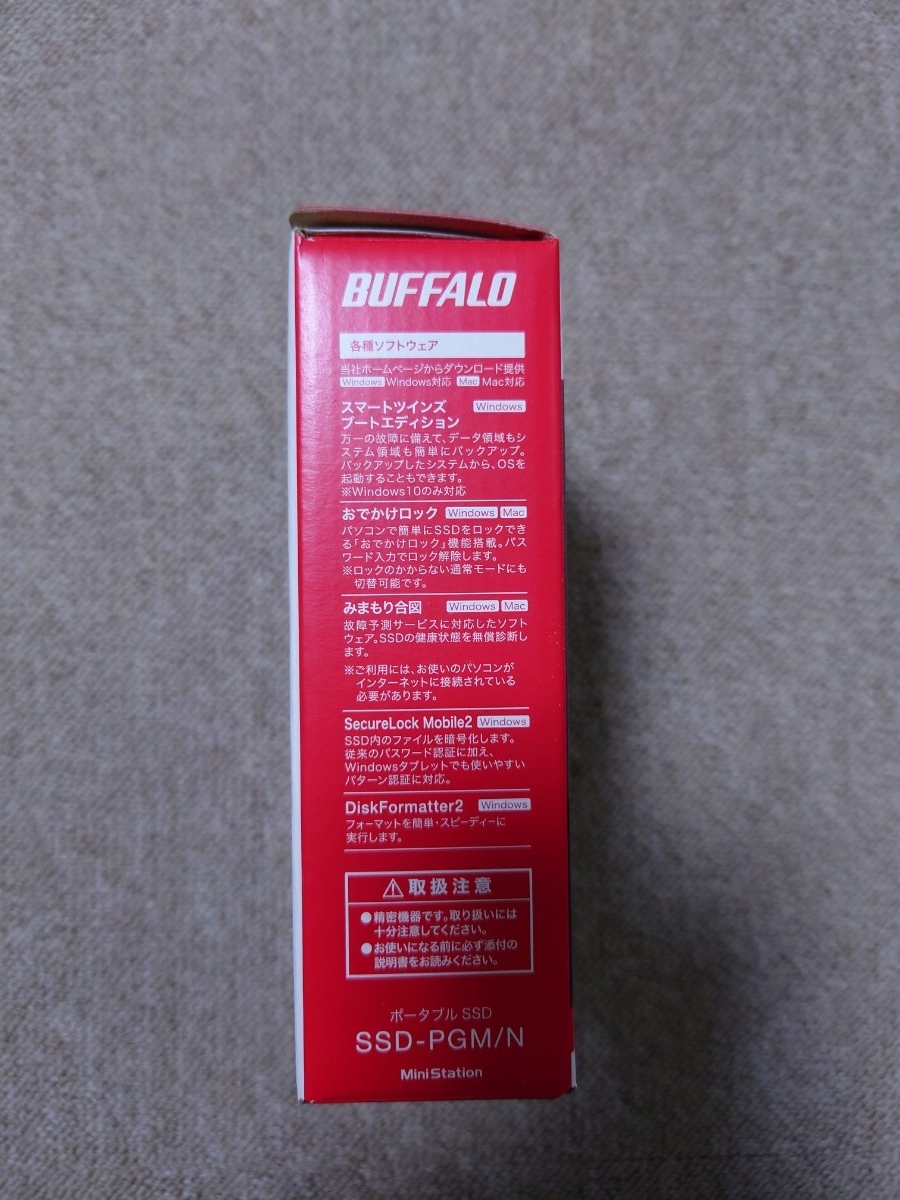 BUFFALO
各種ソフトウェア
当社ホームページからダウンロード提供
Windows Windows対応 Mac Mac対応
スマートツインズ Windows
ブートエディション
万一の故障に備えて、データ領域もシ
ステム領域も簡単にバックアップ。
バックアップしたシステムから、OSを
起動することもできます。
※Windows10のみ対応
おでかけロック Windows Mac
パソコンで簡単にSSDをロックでき
る「おでかけロック」機能搭載。パス
ワード入力でロック解除します。
※ロックのかからない通常モードにも
切替可能です。
みまもり合図 Windows Mac
故障予測サービスに対応したソフト
ウェア。SSDの健康状態を無償診断し
ます。
※ご利用には、お使いのパソコンが
インターネットに接続されている
必要があります。
SecureLock Mobile2 Windows
SSD内のファイルを暗号化します。
従来のパスワード認証に加え、
Windowsタブレットでも使いやすい
パターン認証に対応。
DiskFormatter2 Windows
フォーマットを簡単・スピーディーに
実行します。
⚠取扱注意
●精密機器です。取り扱いには
十分注意してください。
●お使いになる前に必ず添付の
説明書をお読みください。
ポータブル SSD
SSD-PGM/N
MiniStation